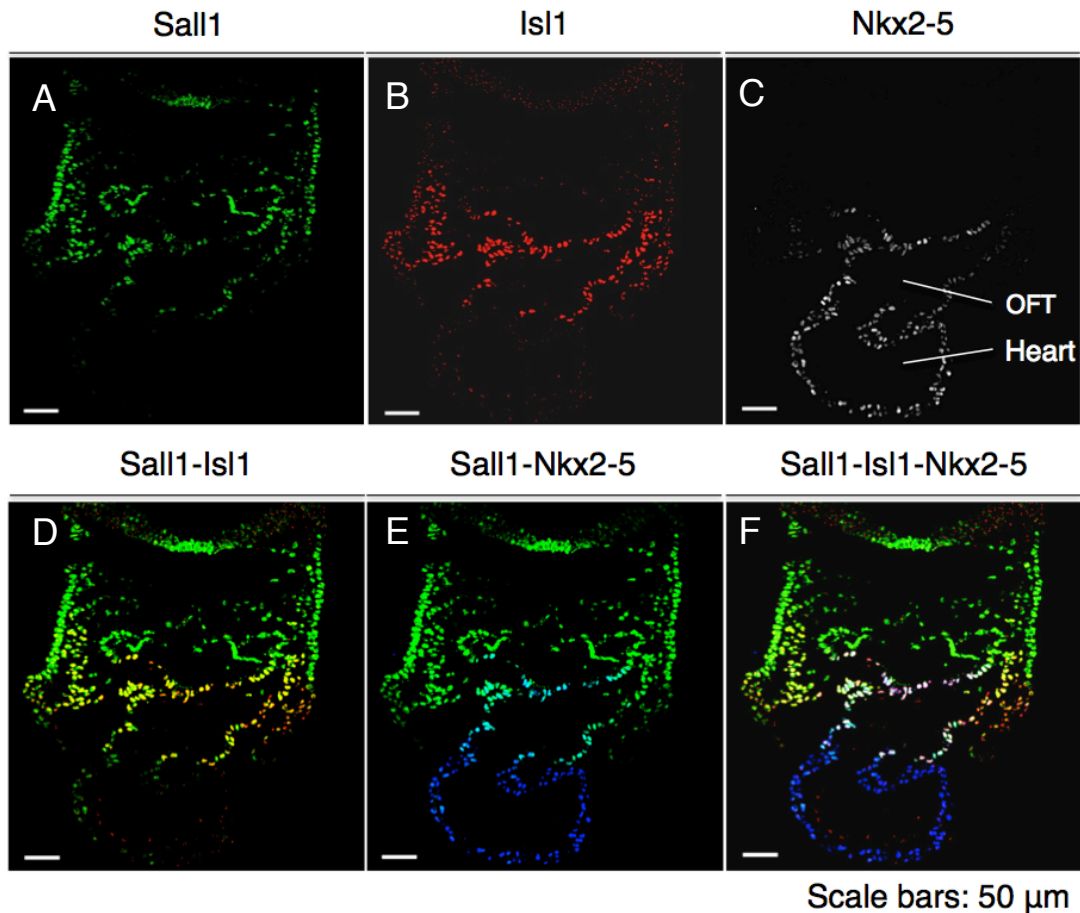 Sall1 Isl1 Nkx2-5
A B C
OFT
Heart
Sall1-Isl1 Sall1-Nkx2-5 Sall1-Isl1-Nkx2-5
D E F
Scale bars: 50 µm